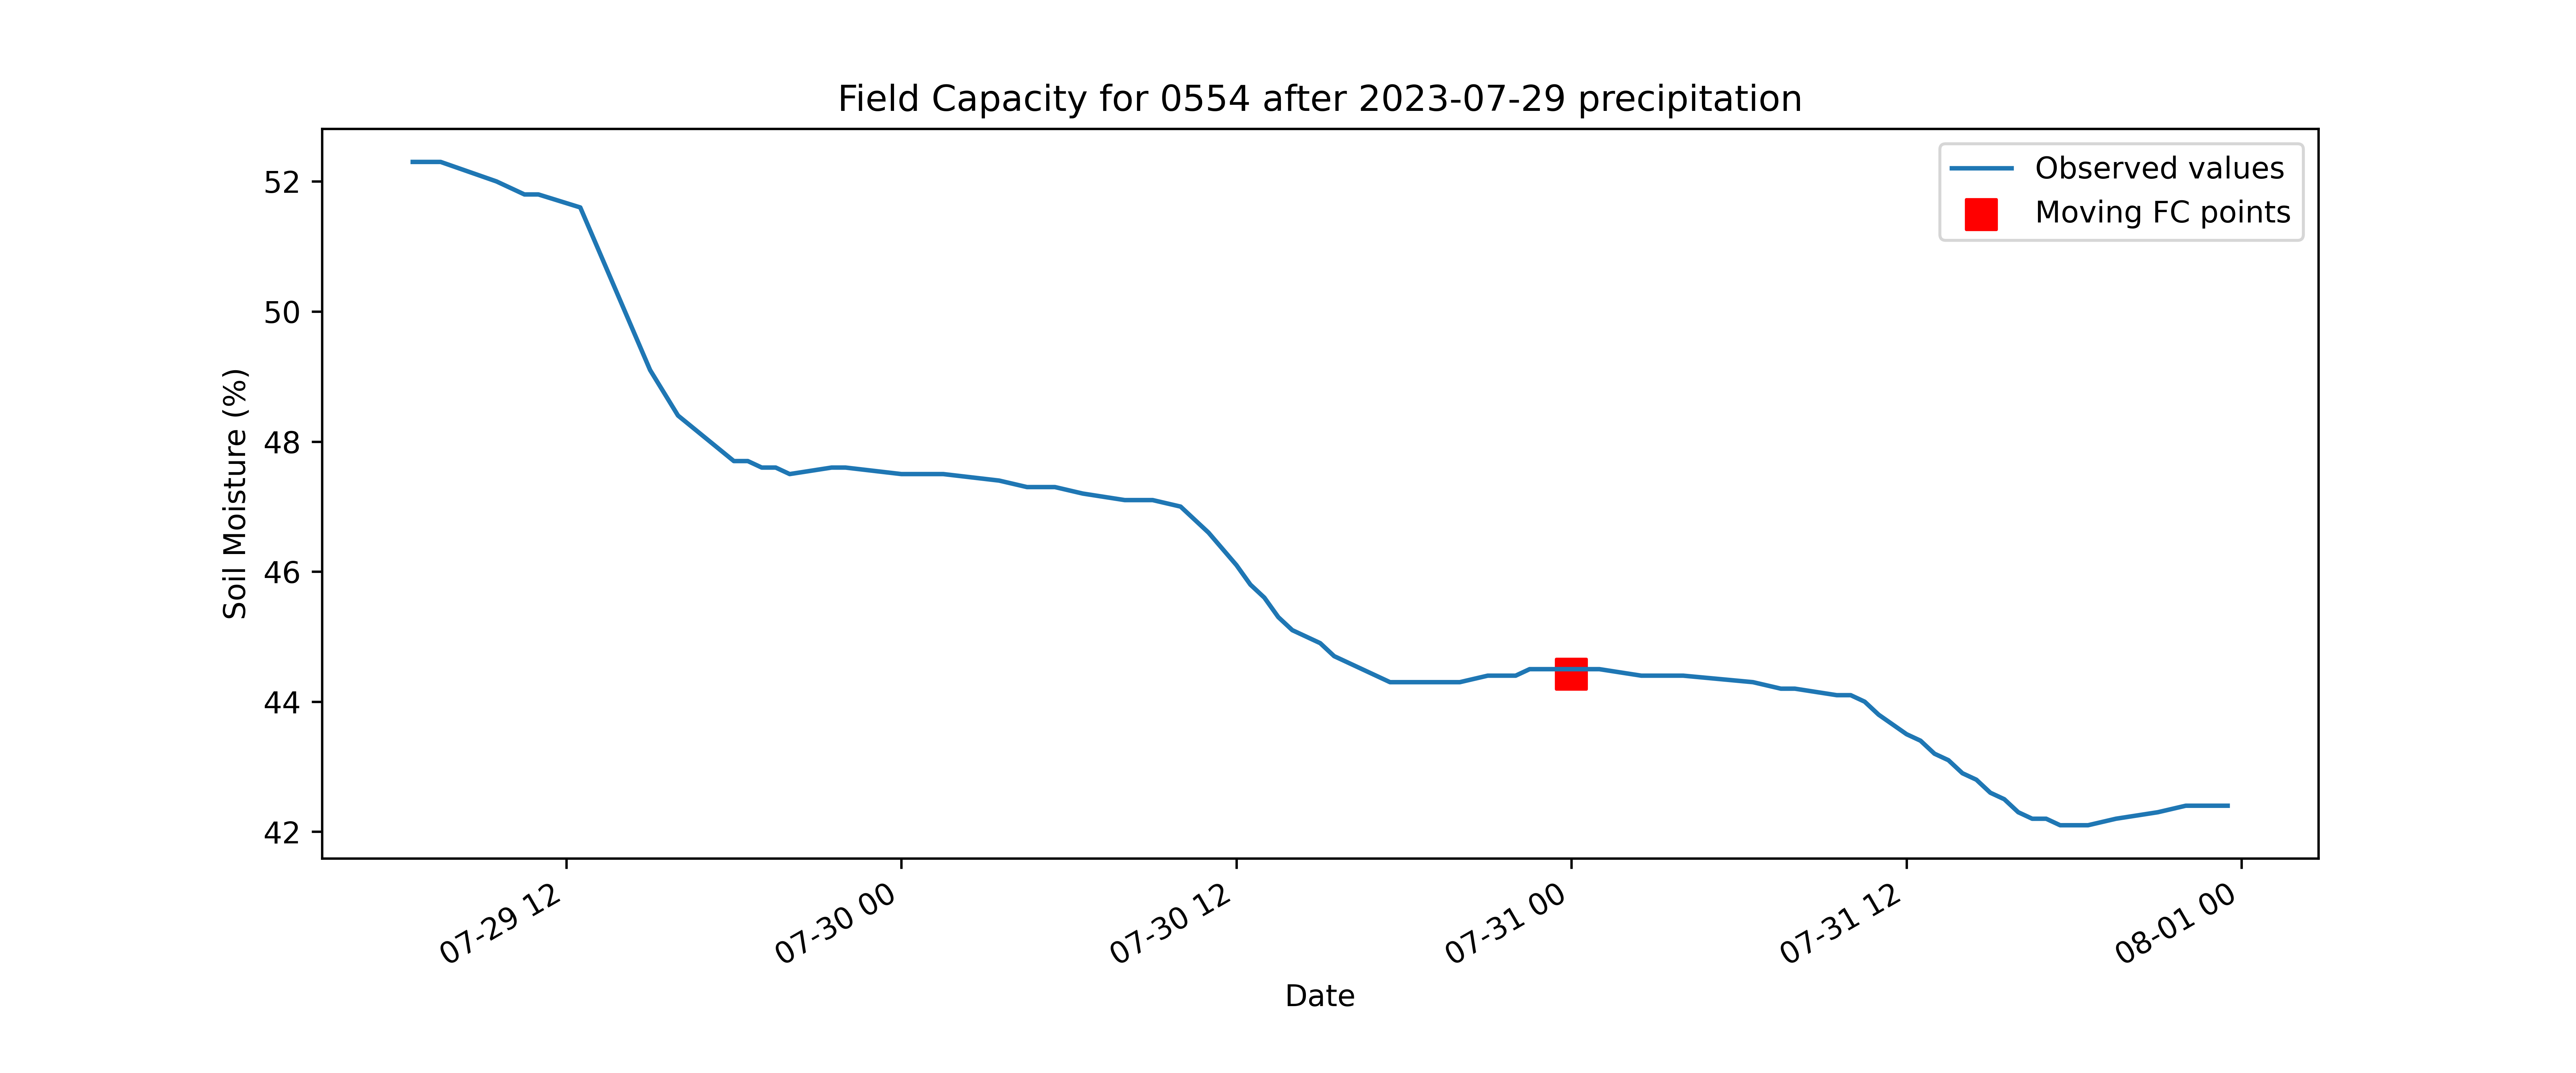 Field Capacity for 0554 after 2023-07-29 precipitation
Observed values
Moving FC points
Soil Moisture (%)
52
50
48
46
44
42
07-29 12
07-30 00
07-30 12
07-31 00
07-31 12
08-01 00
Date